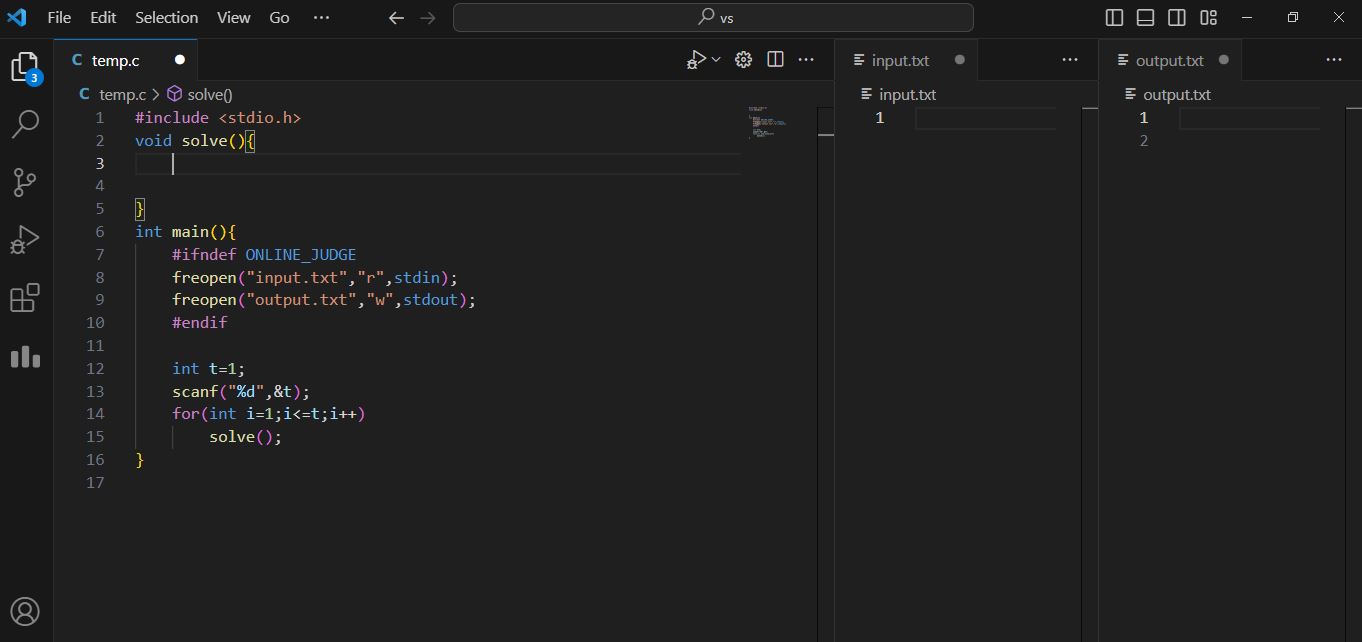 File Edit Selection View Go ··· vs
C temp.c input.txt ··· output.txt ···
C temp.c > solve() input.txt output.txt
3
1 #include <stdio.h>
2 void solve(){
3
4
5 }
6 int main(){
7     #ifndef ONLINE_JUDGE
8     freopen("input.txt","r",stdin);
9     freopen("output.txt","w",stdout);
10     #endif
11
12     int t=1;
13     scanf("%d",&t);
14     for(int i=1;i<=t;i++)
15         solve();
16 }
17
1
1
2